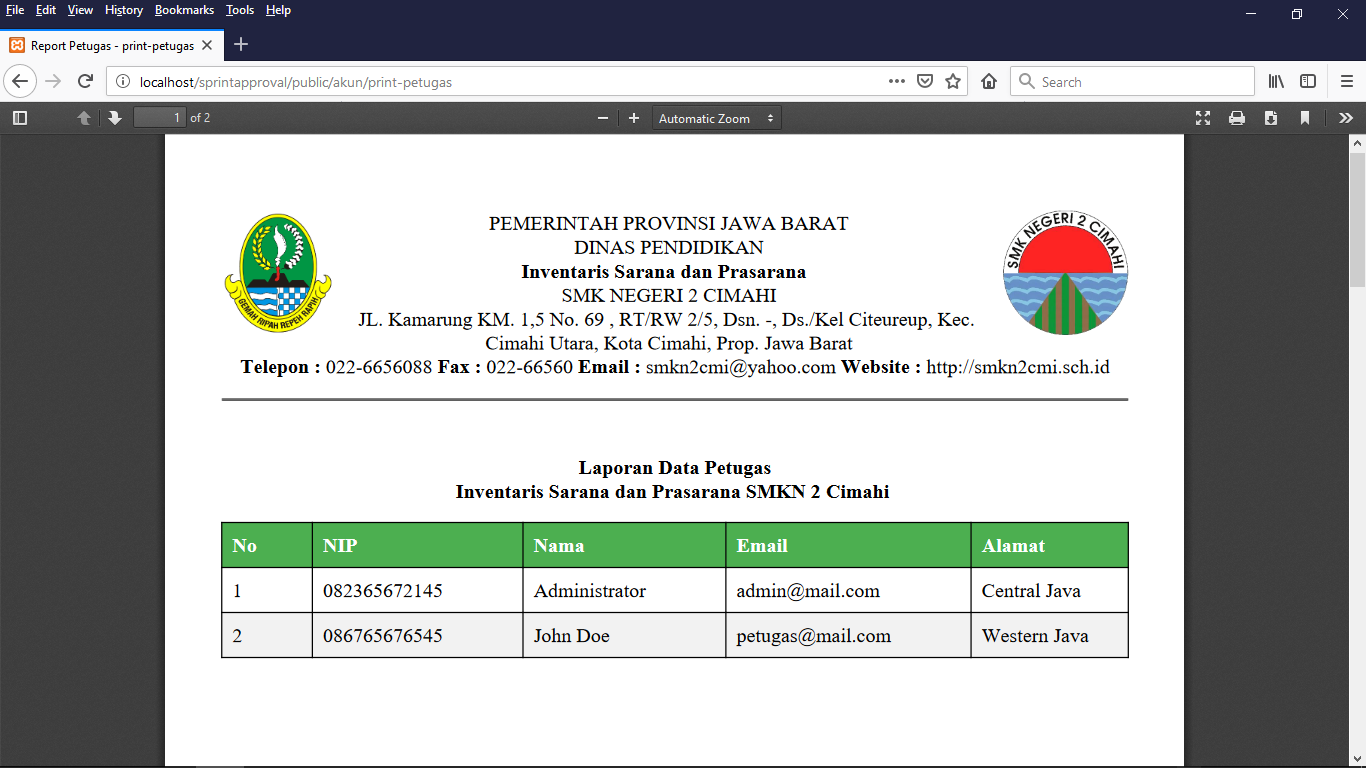 File Edit View History Bookmarks Tools Help
Report Petugas - print-petugas
localhost/sprintapproval/public/akun/print-petugas
Search
1 of 2
Automatic Zoom
GEMAH RIPAH REPEH RAPIH
SMK NEGERI 2 CIMAHI
PEMERINTAH PROVINSI JAWA BARAT
DINAS PENDIDIKAN
Inventaris Sarana dan Prasarana
SMK NEGERI 2 CIMAHI
JL. Kamarung KM. 1,5 No. 69 , RT/RW 2/5, Dsn. -, Ds./Kel Citeureup, Kec.
Cimahi Utara, Kota Cimahi, Prop. Jawa Barat
Telepon : 022-6656088 Fax : 022-66560 Email : smkn2cmi@yahoo.com Website : http://smkn2cmi.sch.id
Laporan Data Petugas
Inventaris Sarana dan Prasarana SMKN 2 Cimahi
No NIP Nama Email Alamat
1 082365672145 Administrator admin@mail.com Central Java
2 086765676545 John Doe petugas@mail.com Western Java